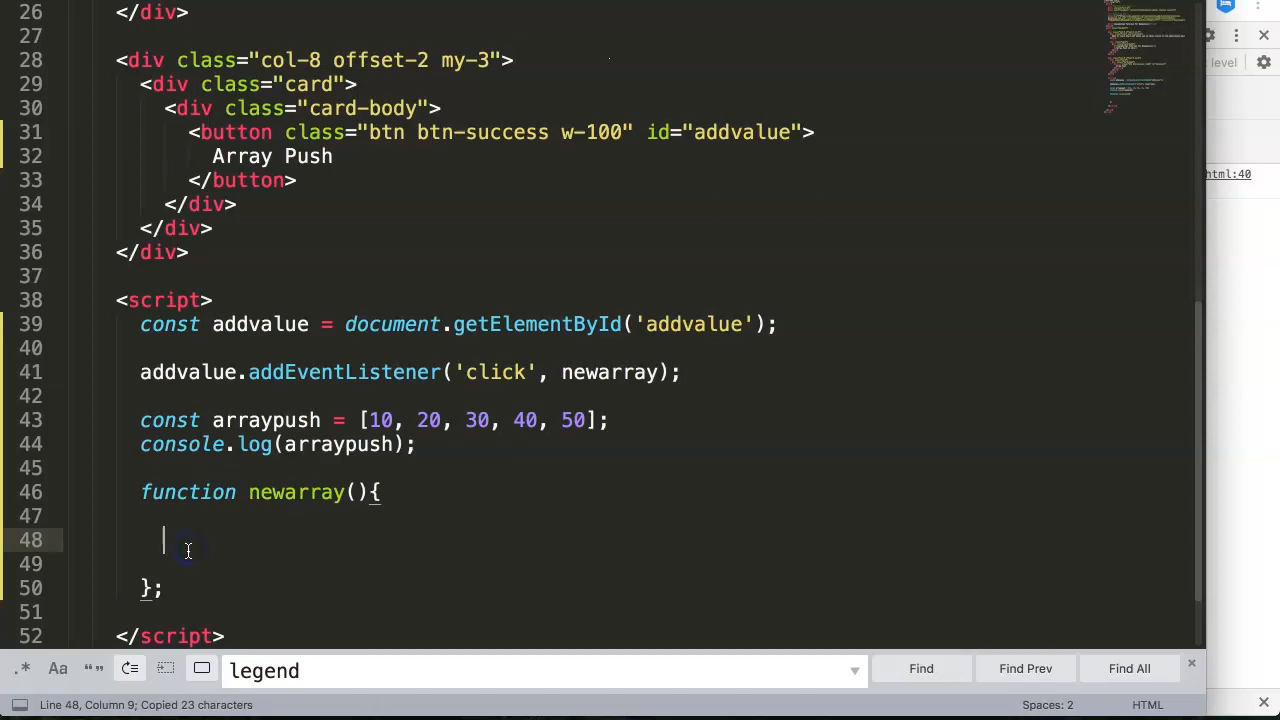 26 </div>
27
28 <div class="col-8 offset-2 my-3">
29 <div class="card">
30 <div class="card-body">
31 <button class="btn btn-success w-100" id="addvalue">
32 Array Push
33 </button>
34 </div>
35 </div>
36 </div>
37
38 <script>
39 const addvalue = document.getElementById('addvalue');
40
41 addvalue.addEventListener('click', newarray);
42
43 const arraypush = [10, 20, 30, 40, 50];
44 console.log(arraypush);
45
46 function newarray(){
47
48
49
50 };
51
52 </script>
level
html:40
.* Aa “” legend Find Find Prev Find All
Line 48, Column 9; Copied 23 characters Spaces: 2 HTML